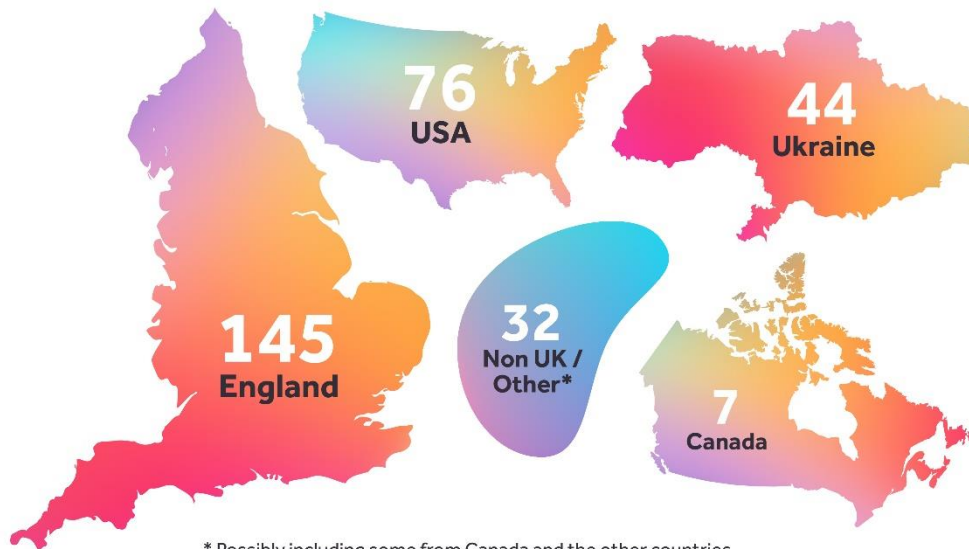 76
USA
44
Ukraine
145
England
32
Non UK /
Other*
7
Canada
* Possibly including some from Canada and the other countries